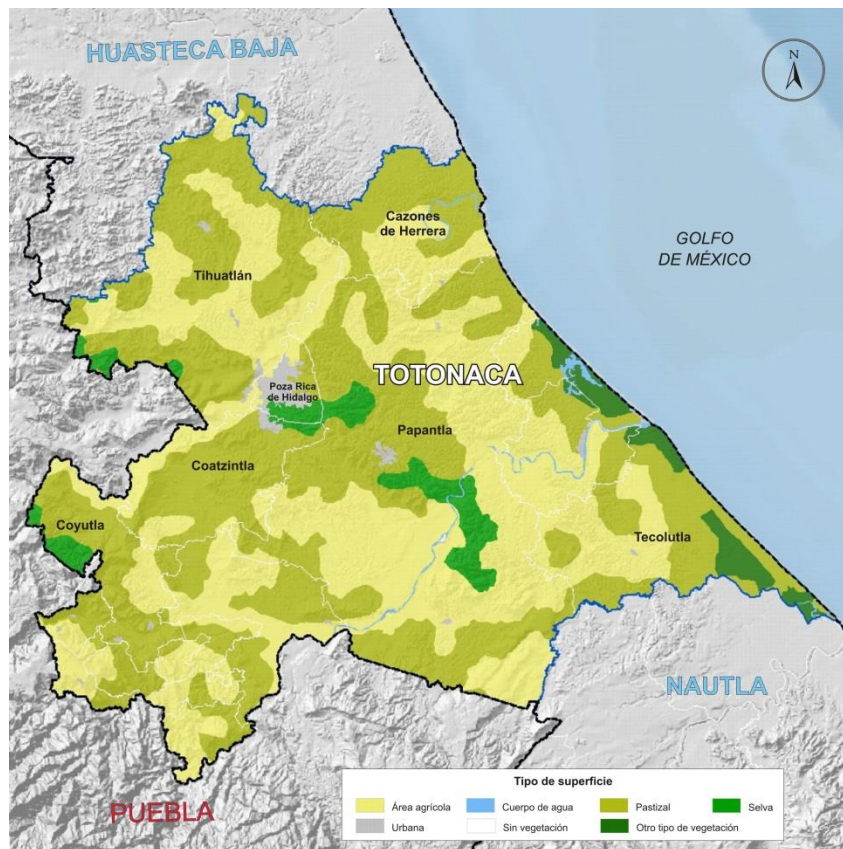 HUASTECA BAJA
N
Cazones
de Herrera
GOLFO
DE MÉXICO
Tihuatlán
TOTONACA
Poza Rica
de Hidalgo
Papantla
Coatzintla
Coyutla
Tecolutla
NAUTLA
PUEBLA
Tipo de superficie
Área agrícola
Cuerpo de agua
Pastizal
Selva
Urbana
Sin vegetación
Otro tipo de vegetación